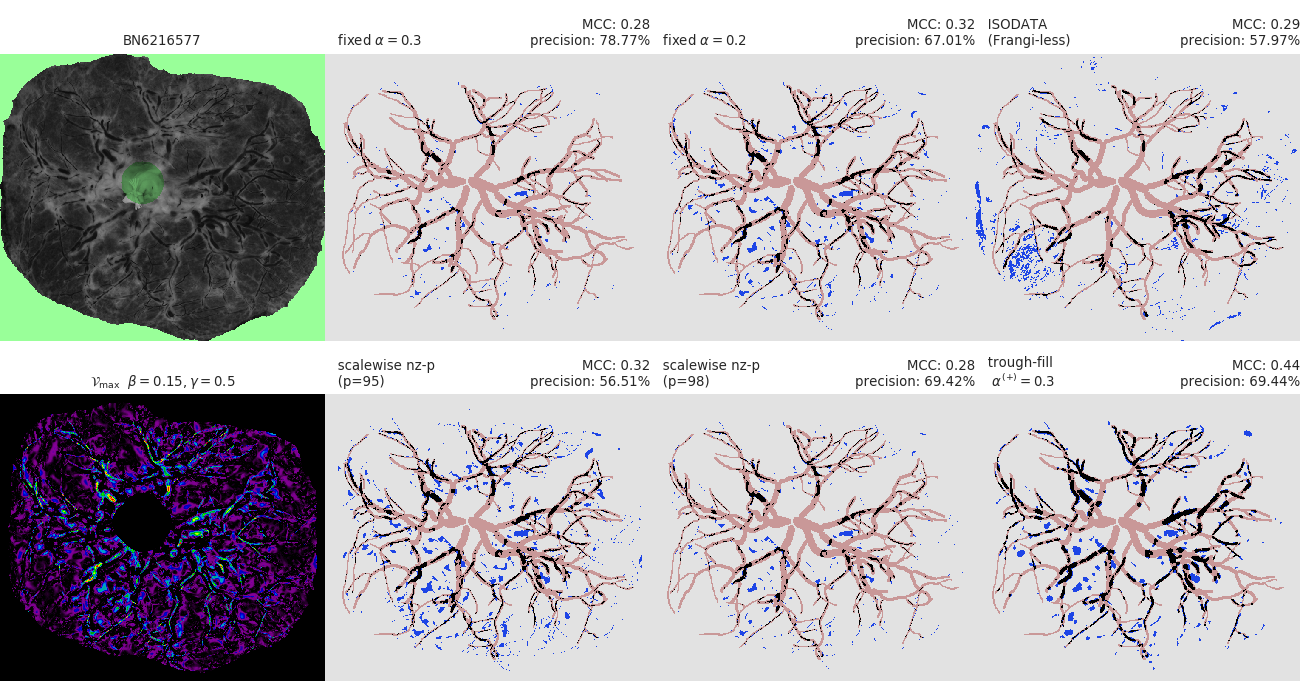 BN6216577
fixed α = 0.3
MCC: 0.28
precision: 78.77%
fixed α = 0.2
MCC: 0.32
precision: 67.01%
ISODATA
(Frangi-less)
MCC: 0.29
precision: 57.97%
𝒱max β = 0.15, γ = 0.5
scalewise nz-p
(p=95)
MCC: 0.32
precision: 56.51%
scalewise nz-p
(p=98)
MCC: 0.28
precision: 69.42%
trough-fill
α(+) = 0.3
MCC: 0.44
precision: 69.44%